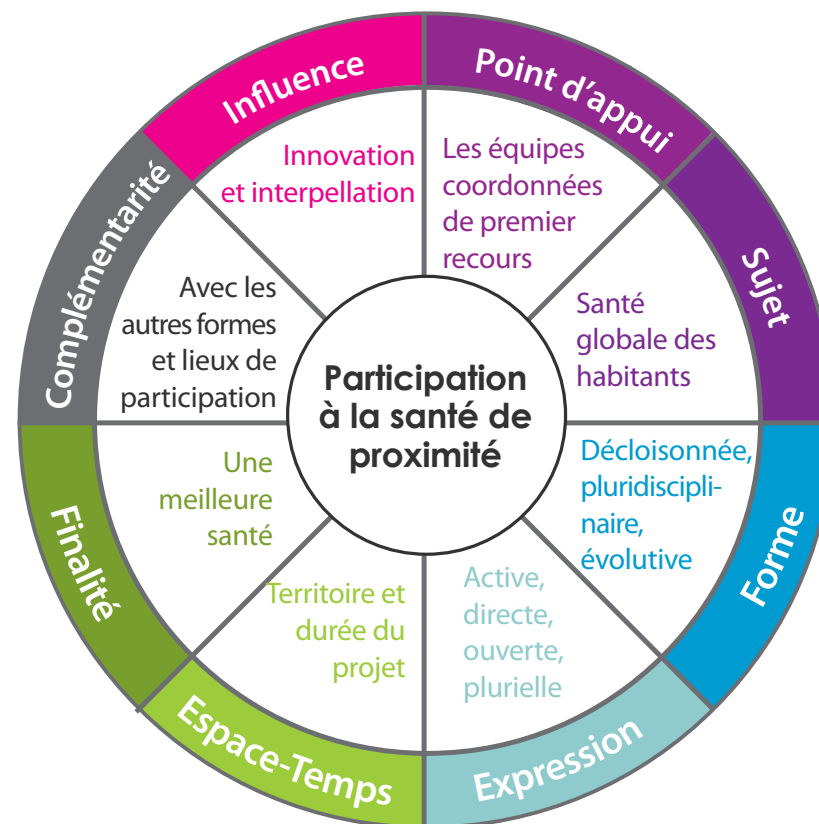 Influence
Innovation
et interpellation
Point d'appui
Les équipes
coordonnées
de premier
recours
Sujet
Santé
globale des
habitants
Forme
Décloisonnée,
pluridiscipli-
naire,
évolutive
Expression
Active,
directe,
ouverte,
plurielle
Espace-Temps
Territoire et
durée du
projet
Finalité
Une
meilleure
santé
Complémentarité
Avec les
autres formes
et lieux de
participation
Participation
à la santé de
proximité